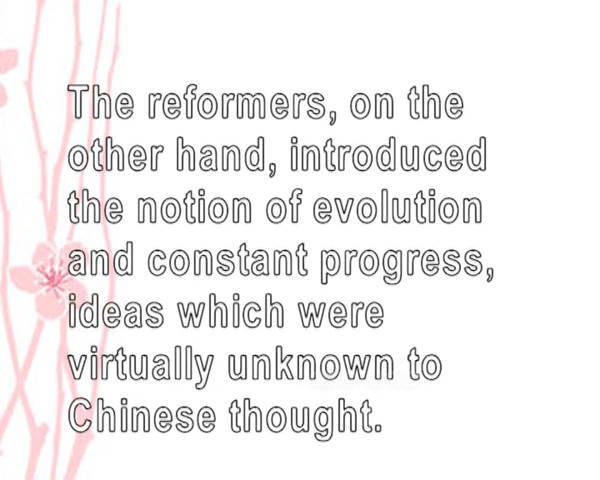 The reformers, on the
other hand, introduced
the notion of evolution
and constant progress,
ideas which were
virtually unknown to
Chinese thought.